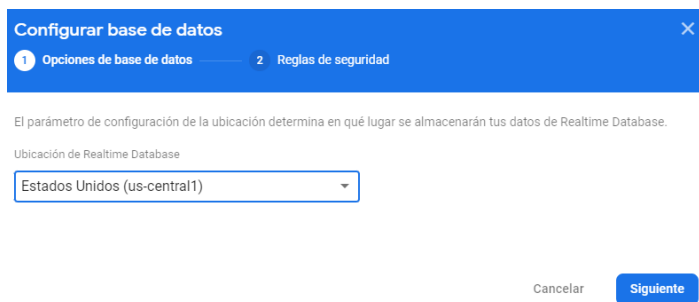 Configurar base de datos
1 Opciones de base de datos 2 Reglas de seguridad
El parámetro de configuración de la ubicación determina en qué lugar se almacenarán tus datos de Realtime Database.
Ubicación de Realtime Database
Estados Unidos (us-central1)
Cancelar Siguiente